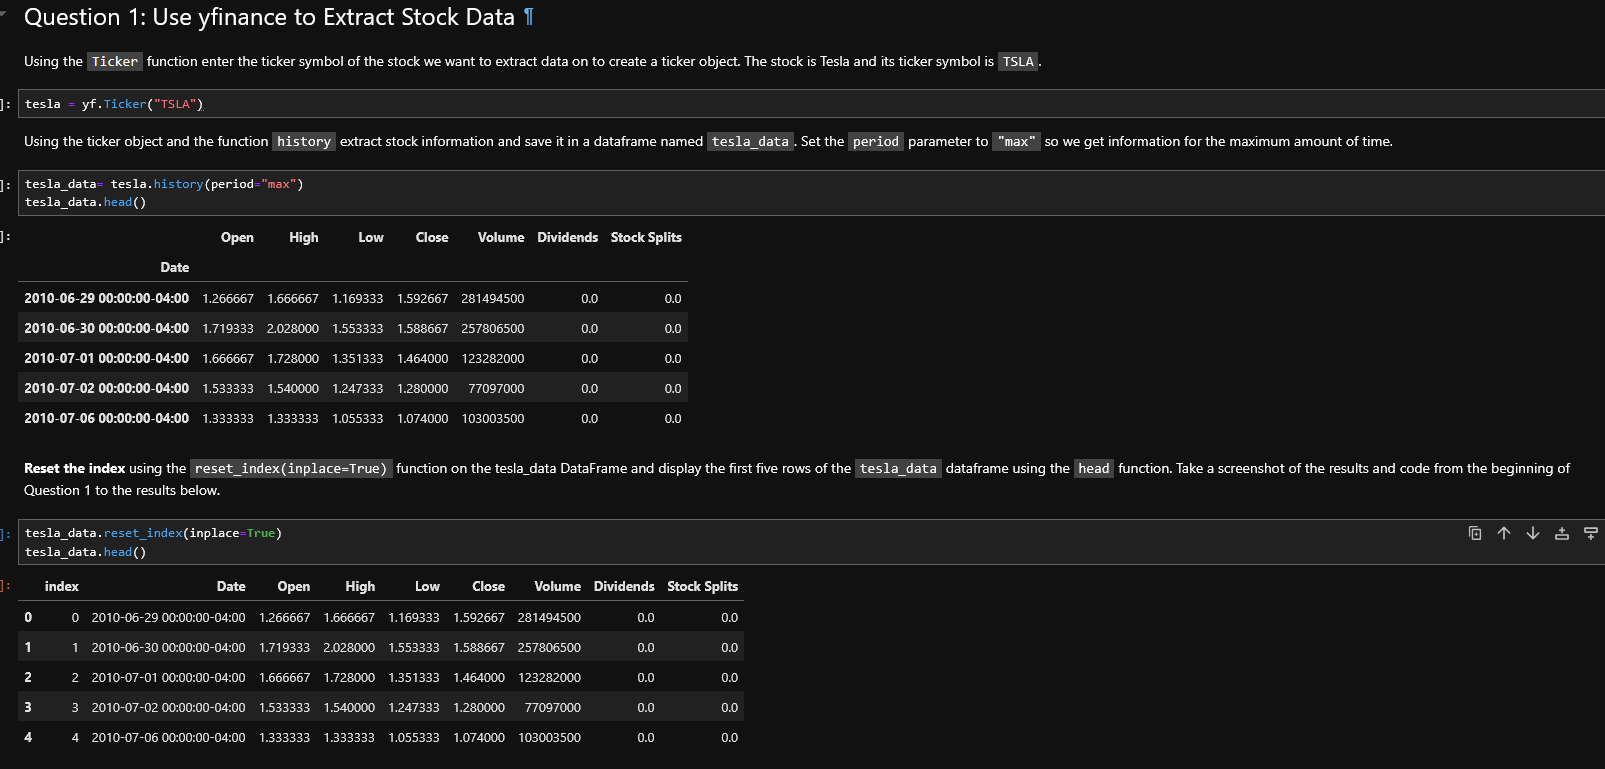 Question 1: Use yfinance to Extract Stock Data ¶
Using the Ticker function enter the ticker symbol of the stock we want to extract data on to create a ticker object. The stock is Tesla and its ticker symbol is TSLA .
]: tesla = yf.Ticker("TSLA")
Using the ticker object and the function history extract stock information and save it in a dataframe named tesla_data . Set the period parameter to "max" so we get information for the maximum amount of time.
]: tesla_data= tesla.history(period="max")
tesla_data.head()
]: Open High Low Close Volume Dividends Stock Splits
Date
2010-06-29 00:00:00-04:00 1.266667 1.666667 1.169333 1.592667 281494500 0.0 0.0
2010-06-30 00:00:00-04:00 1.719333 2.028000 1.553333 1.588667 257806500 0.0 0.0
2010-07-01 00:00:00-04:00 1.666667 1.728000 1.351333 1.464000 123282000 0.0 0.0
2010-07-02 00:00:00-04:00 1.533333 1.540000 1.247333 1.280000 77097000 0.0 0.0
2010-07-06 00:00:00-04:00 1.333333 1.333333 1.055333 1.074000 103003500 0.0 0.0
Reset the index using the reset_index(inplace=True) function on the tesla_data DataFrame and display the first five rows of the tesla_data dataframe using the head function. Take a screenshot of the results and code from the beginning of
Question 1 to the results below.
]: tesla_data.reset_index(inplace=True)
tesla_data.head()
]: index Date Open High Low Close Volume Dividends Stock Splits
0 0 2010-06-29 00:00:00-04:00 1.266667 1.666667 1.169333 1.592667 281494500 0.0 0.0
1 1 2010-06-30 00:00:00-04:00 1.719333 2.028000 1.553333 1.588667 257806500 0.0 0.0
2 2 2010-07-01 00:00:00-04:00 1.666667 1.728000 1.351333 1.464000 123282000 0.0 0.0
3 3 2010-07-02 00:00:00-04:00 1.533333 1.540000 1.247333 1.280000 77097000 0.0 0.0
4 4 2010-07-06 00:00:00-04:00 1.333333 1.333333 1.055333 1.074000 103003500 0.0 0.0